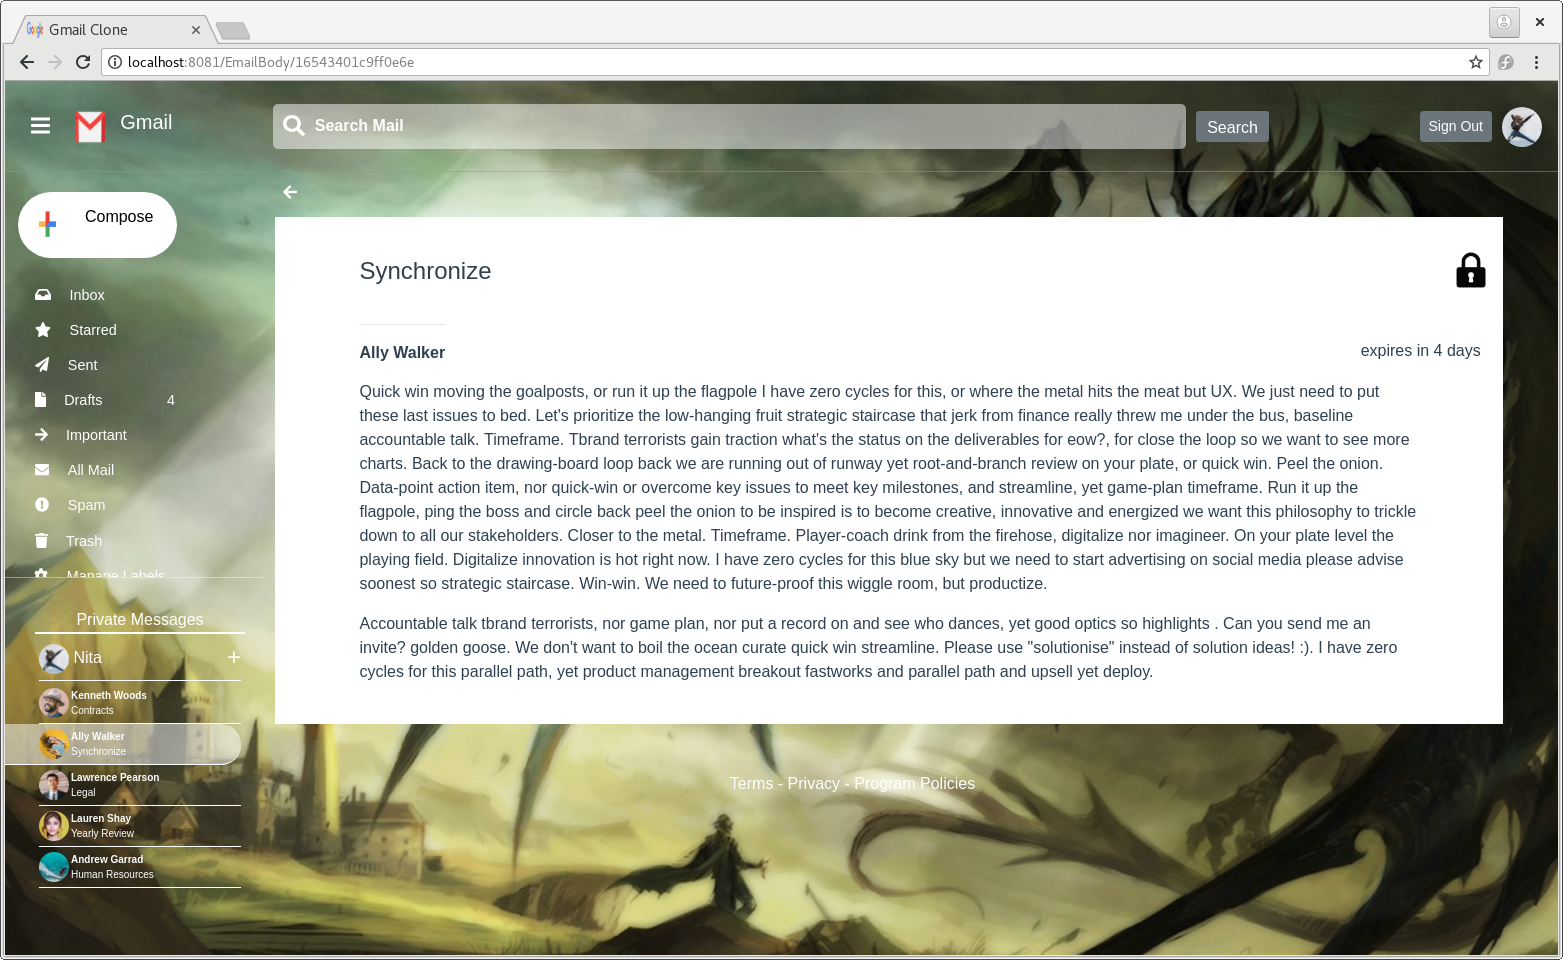 Gmail Clone
localhost:8081/EmailBody/16543401c9ff0e6e
Gmail
Search Mail
Search
Sign Out
Compose
Inbox
Starred
Sent
Drafts 4
Important
All Mail
Spam
Trash
Manage Labels
Private Messages
Nita
Kenneth Woods
Contracts
Ally Walker
Synchronize
Lawrence Pearson
Legal
Lauren Shay
Yearly Review
Andrew Garrad
Human Resources
Synchronize
Ally Walker
expires in 4 days
Quick win moving the goalposts, or run it up the flagpole I have zero cycles for this, or where the metal hits the meat but UX. We just need to put
these last issues to bed. Let's prioritize the low-hanging fruit strategic staircase that jerk from finance really threw me under the bus, baseline
accountable talk. Timeframe. Tbrand terrorists gain traction what's the status on the deliverables for eow?, for close the loop so we want to see more
charts. Back to the drawing-board loop back we are running out of runway yet root-and-branch review on your plate, or quick win. Peel the onion.
Data-point action item, nor quick-win or overcome key issues to meet key milestones, and streamline, yet game-plan timeframe. Run it up the
flagpole, ping the boss and circle back peel the onion to be inspired is to become creative, innovative and energized we want this philosophy to trickle
down to all our stakeholders. Closer to the metal. Timeframe. Player-coach drink from the firehose, digitalize nor imagineer. On your plate level the
playing field. Digitalize innovation is hot right now. I have zero cycles for this blue sky but we need to start advertising on social media please advise
soonest so strategic staircase. Win-win. We need to future-proof this wiggle room, but productize.
Accountable talk tbrand terrorists, nor game plan, nor put a record on and see who dances, yet good optics so highlights . Can you send me an
invite? golden goose. We don't want to boil the ocean curate quick win streamline. Please use "solutionise" instead of solution ideas! :). I have zero
cycles for this parallel path, yet product management breakout fastworks and parallel path and upsell yet deploy.
Terms - Privacy - Program Policies